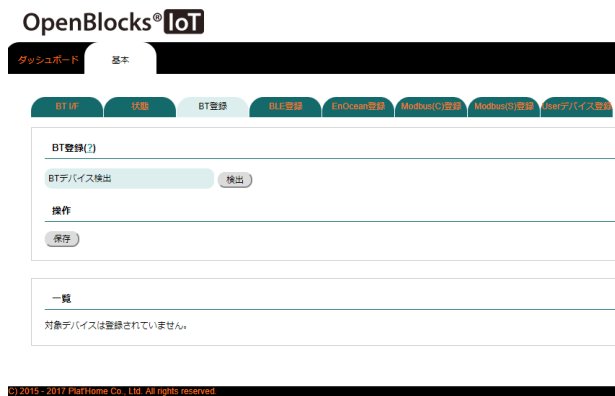 OpenBlocks® IoT
ダッシュボード 基本
BT I/F 状態 BT登録 BLE登録 EnOcean登録 Modbus(C)登録 Modbus(S)登録 Userデバイス登録
BT登録(?)
BTデバイス検出 検出
操作
保存
一覧
対象デバイスは登録されていません。
C) 2015 - 2017 Plat'Home Co., Ltd. All rights reserved.